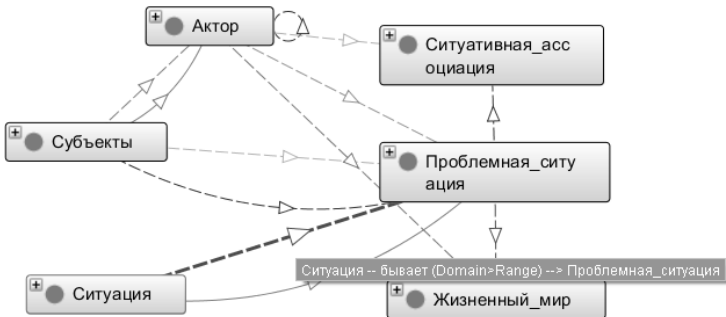 Актор
Ситуативная_асс
оциация
Субъекты
Проблемная_ситу
ация
Ситуация -- бывает (Domain>Range) --> Проблемная_ситуация
Ситуация
Жизненный_мир